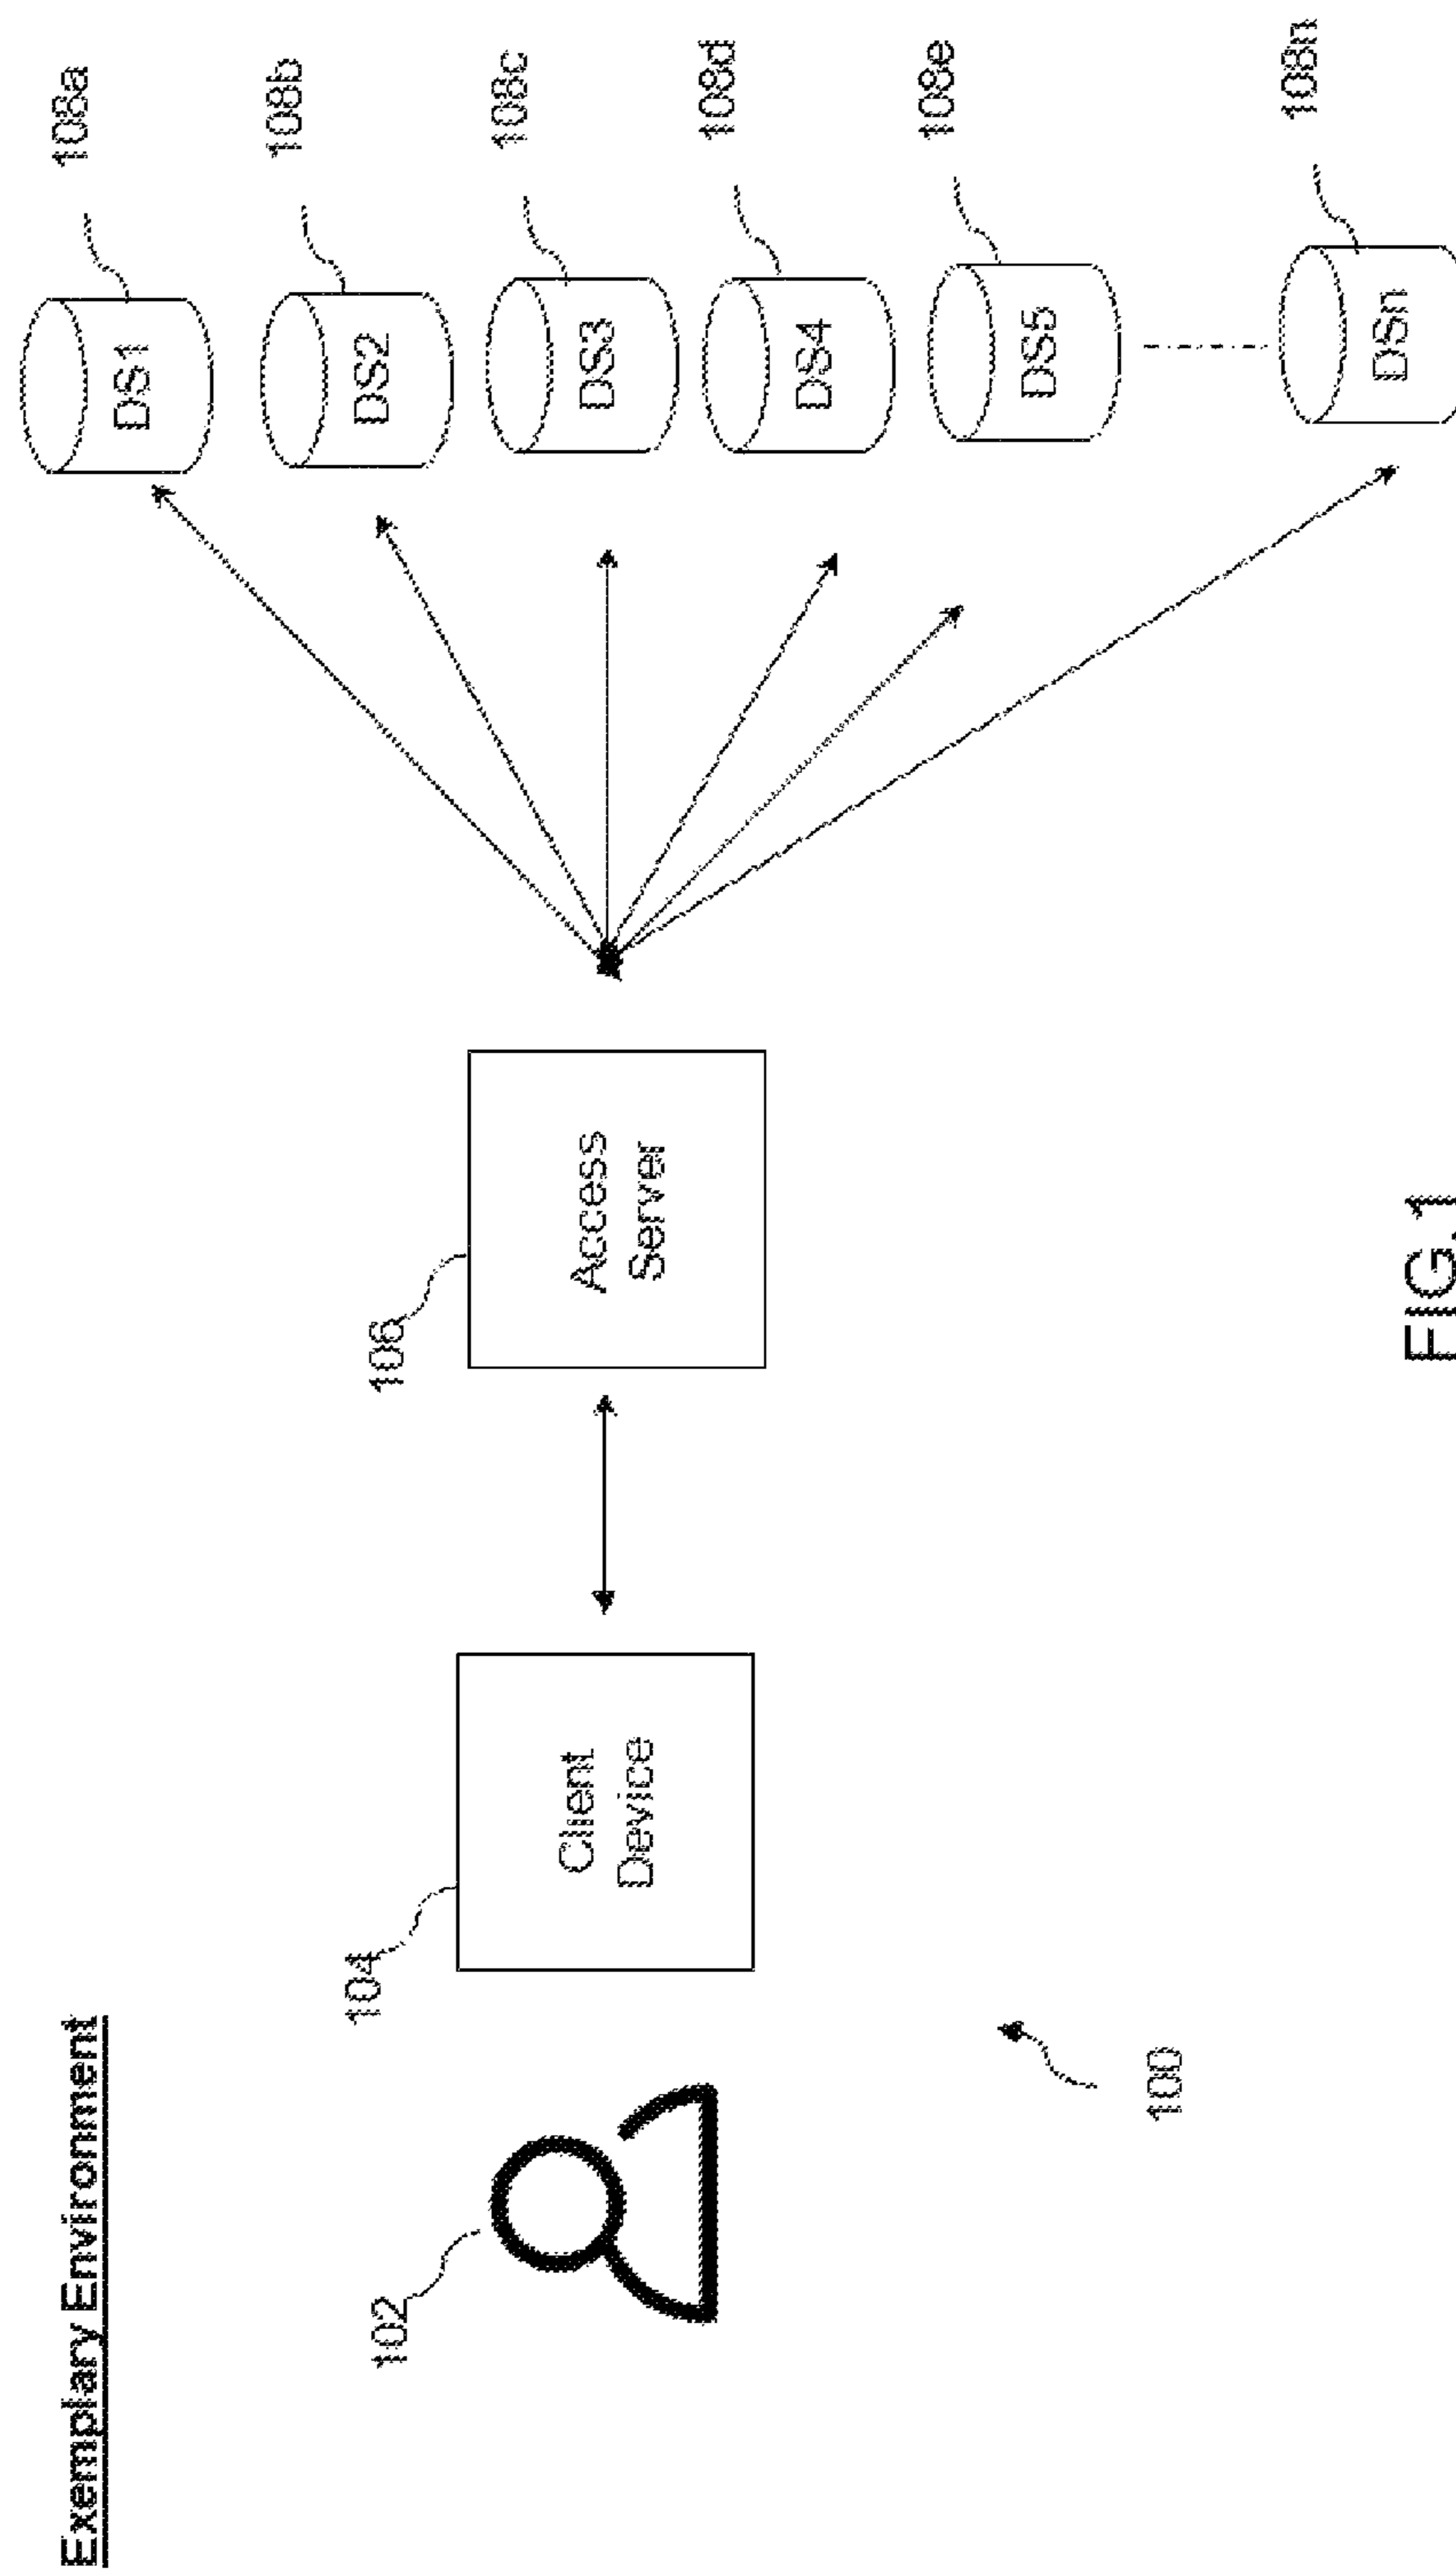 Exemplary Environment
102
104
Client
Device
106
Access
Server
DS1
108a
DS2
108b
DS3
108c
DS4
108d
DS5
108e
DSn
108n
100
FIG.1